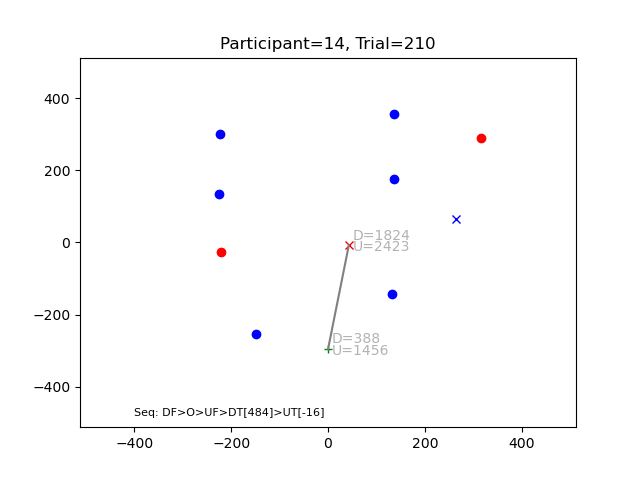 Participant=14, Trial=210
400
200
0
−200
−400
D=1824
U=2423
D=388
U=1456
Seq: DF>O>UF>DT[484]>UT[-16]
−400
−200
0
200
400